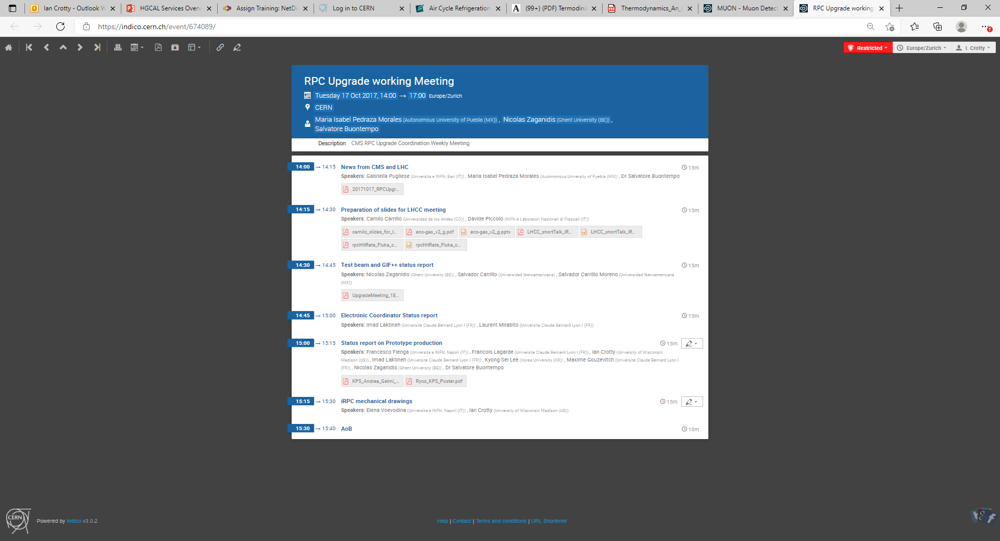 Ian Crotty - Outlook W
HGCAL Services Overv
Assign Training: NetDi
Log in to CERN
Air Cycle Refrigeration
(99+) (PDF) Termodiná
Thermodynamics_An_
MUON - Muon Detect
RPC Upgrade working
https://indico.cern.ch/event/674089/
Restricted
Europe/Zurich
I. Crotty
RPC Upgrade working Meeting
Tuesday 17 Oct 2017, 14:00 → 17:00 Europe/Zurich
CERN
Maria Isabel Pedraza Morales (Autonomous University of Puebla (MX)) , Nicolas Zaganidis (Ghent University (BE)) ,
Salvatore Buontempo
Description CMS RPC Upgrade Coordination Weekly Meeting
14:00 → 14:15 News from CMS and LHC 15m
Speakers: Gabriella Pugliese (Universita e INFN, Bari (IT)) , Maria Isabel Pedraza Morales (Autonomous University of Puebla (MX)) , Dr Salvatore Buontempo
20171017_RPCUpgr...
14:15 → 14:30 Preparation of slides for LHCC meeting 15m
Speakers: Camilo Carrillo (Universidad de los Andes (CO)) , Davide Piccolo (INFN e Laboratori Nazionali di Frascati (IT))
camilo_slides_for_l... eco-gas_v2_g.pdf eco-gas_v2_g.pptx LHCC_shortTalk_iR... LHCC_shortTalk_iR...
rpcHitRate_Fluka_c... rpcHitRate_Fluka_c...
14:30 → 14:45 Test beam and GIF++ status report 15m
Speakers: Nicolas Zaganidis (Ghent University (BE)) , Salvador Carrillo (Universidad Iberoamericana) , Salvador Carrillo Moreno (Universidad Iberoamericana
(MX))
UpgradeMeeting_18...
14:45 → 15:00 Electronic Coordinator Status report 15m
Speakers: Imad Laktineh (Universite Claude Bernard Lyon I (FR)) , Laurent Mirabito (Universite Claude Bernard Lyon I (FR))
15:00 → 15:15 Status report on Prototype production 15m
Speakers: Francesco Fienga (Universita e INFN, Napoli (IT)) , Francois Lagarde (Universite Claude Bernard Lyon I (FR)) , Ian Crotty (University of Wisconsin
Madison (US)) , Imad Laktineh (Universite Claude Bernard Lyon I (FR)) , Kyong Sei Lee (Korea University (KR)) , Maxime Gouzevitch (Universite Claude Bernard Lyon I
(FR)) , Nicolas Zaganidis (Ghent University (BE)) , Dr Salvatore Buontempo
KPS_Andrea_Gelmi_... Ryoo_KPS_Poster.pdf
15:15 → 15:30 iRPC mechanical drawings 15m
Speakers: Elena Voevodina (Universita e INFN, Napoli (IT)) , Ian Crotty (University of Wisconsin Madison (US))
15:30 → 15:40 AoB 10m
CERN
Powered by Indico v3.0.2
Help | Contact | Terms and conditions | URL Shortener